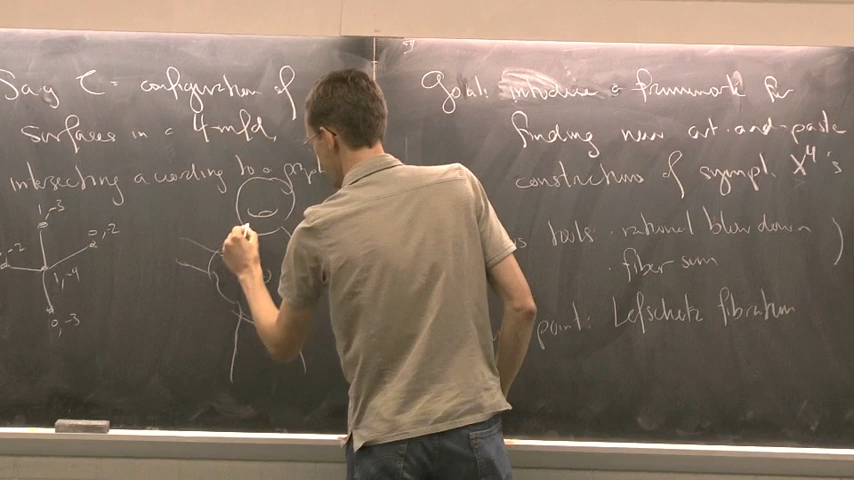 Say C = configuration of
surfaces in a 4-mfd,
intersecting according to a
1,-3
-2
0,-2
1,-4
0,-3
Goal: introduce a framework for
finding new cut-and-paste
constructions of sympl. X⁴'s
tools: · rational blowdown )
· fiber sum
point: Lefschetz fibration